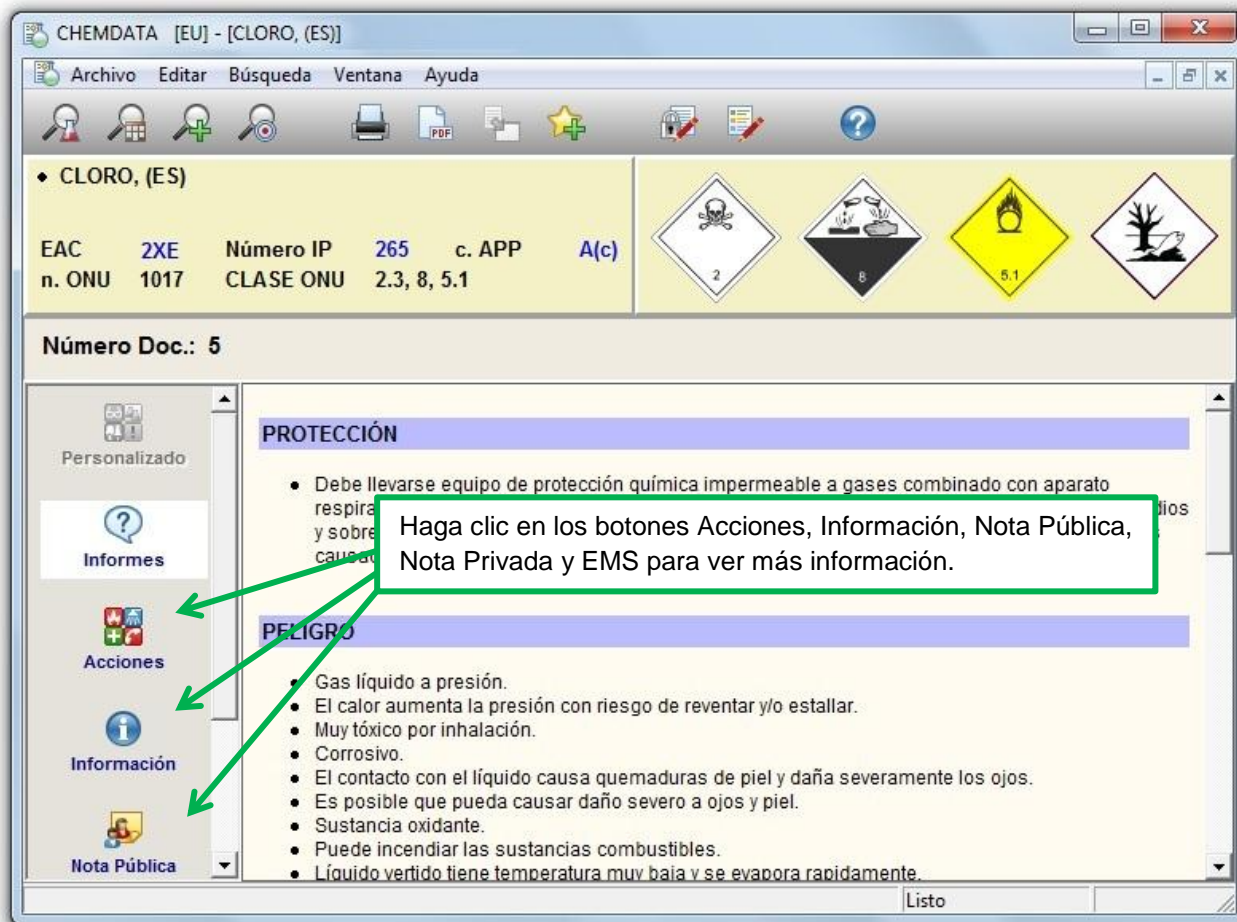 CHEMDATA [EU] - [CLORO, (ES)]
Archivo Editar Búsqueda Ventana Ayuda
PDF
• CLORO, (ES)
EAC 2XE Número IP 265 c. APP A(c)
n. ONU 1017 CLASE ONU 2.3, 8, 5.1
2
8
5.1
Número Doc.: 5
Personalizado
Informes
Acciones
Información
Nota Pública
PROTECCIÓN
• Debe llevarse equipo de protección química impermeable a gases combinado con aparato
respira
dios
y sobre
causad
Haga clic en los botones Acciones, Información, Nota Pública,
Nota Privada y EMS para ver más información.
PELIGRO
• Gas líquido a presión.
• El calor aumenta la presión con riesgo de reventar y/o estallar.
• Muy tóxico por inhalación.
• Corrosivo.
• El contacto con el líquido causa quemaduras de piel y daña severamente los ojos.
• Es posible que pueda causar daño severo a ojos y piel.
• Sustancia oxidante.
• Puede incendiar las sustancias combustibles.
• Líquido vertido tiene temperatura muy baja y se evapora rapidamente.
Listo